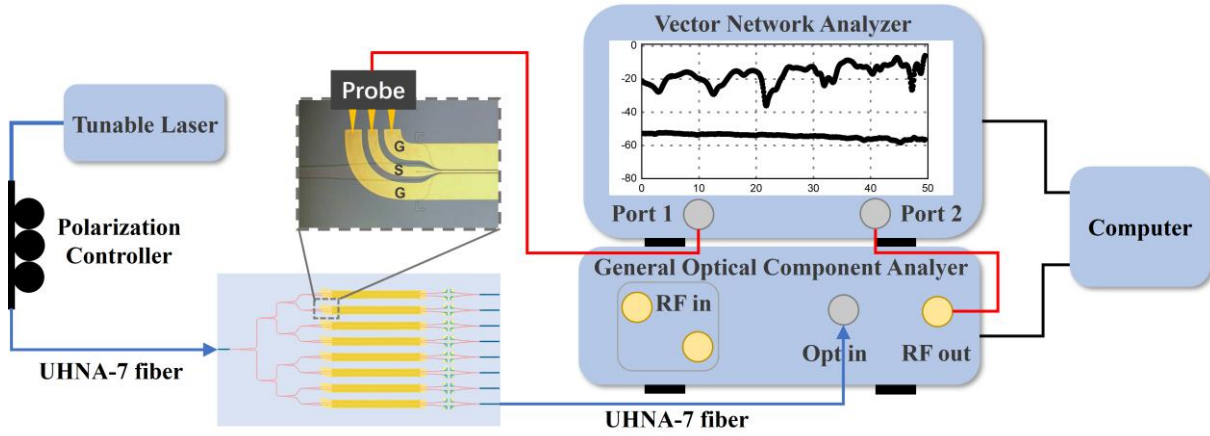 Vector Network Analyzer
0
-20
-40
-60
-80
0
10
20
30
40
50
Port 1
Port 2
Probe
G
S
G
Tunable Laser
Polarization
Controller
Computer
General Optical Component Analyer
RF in
Opt in
RF out
UHNA-7 fiber
UHNA-7 fiber